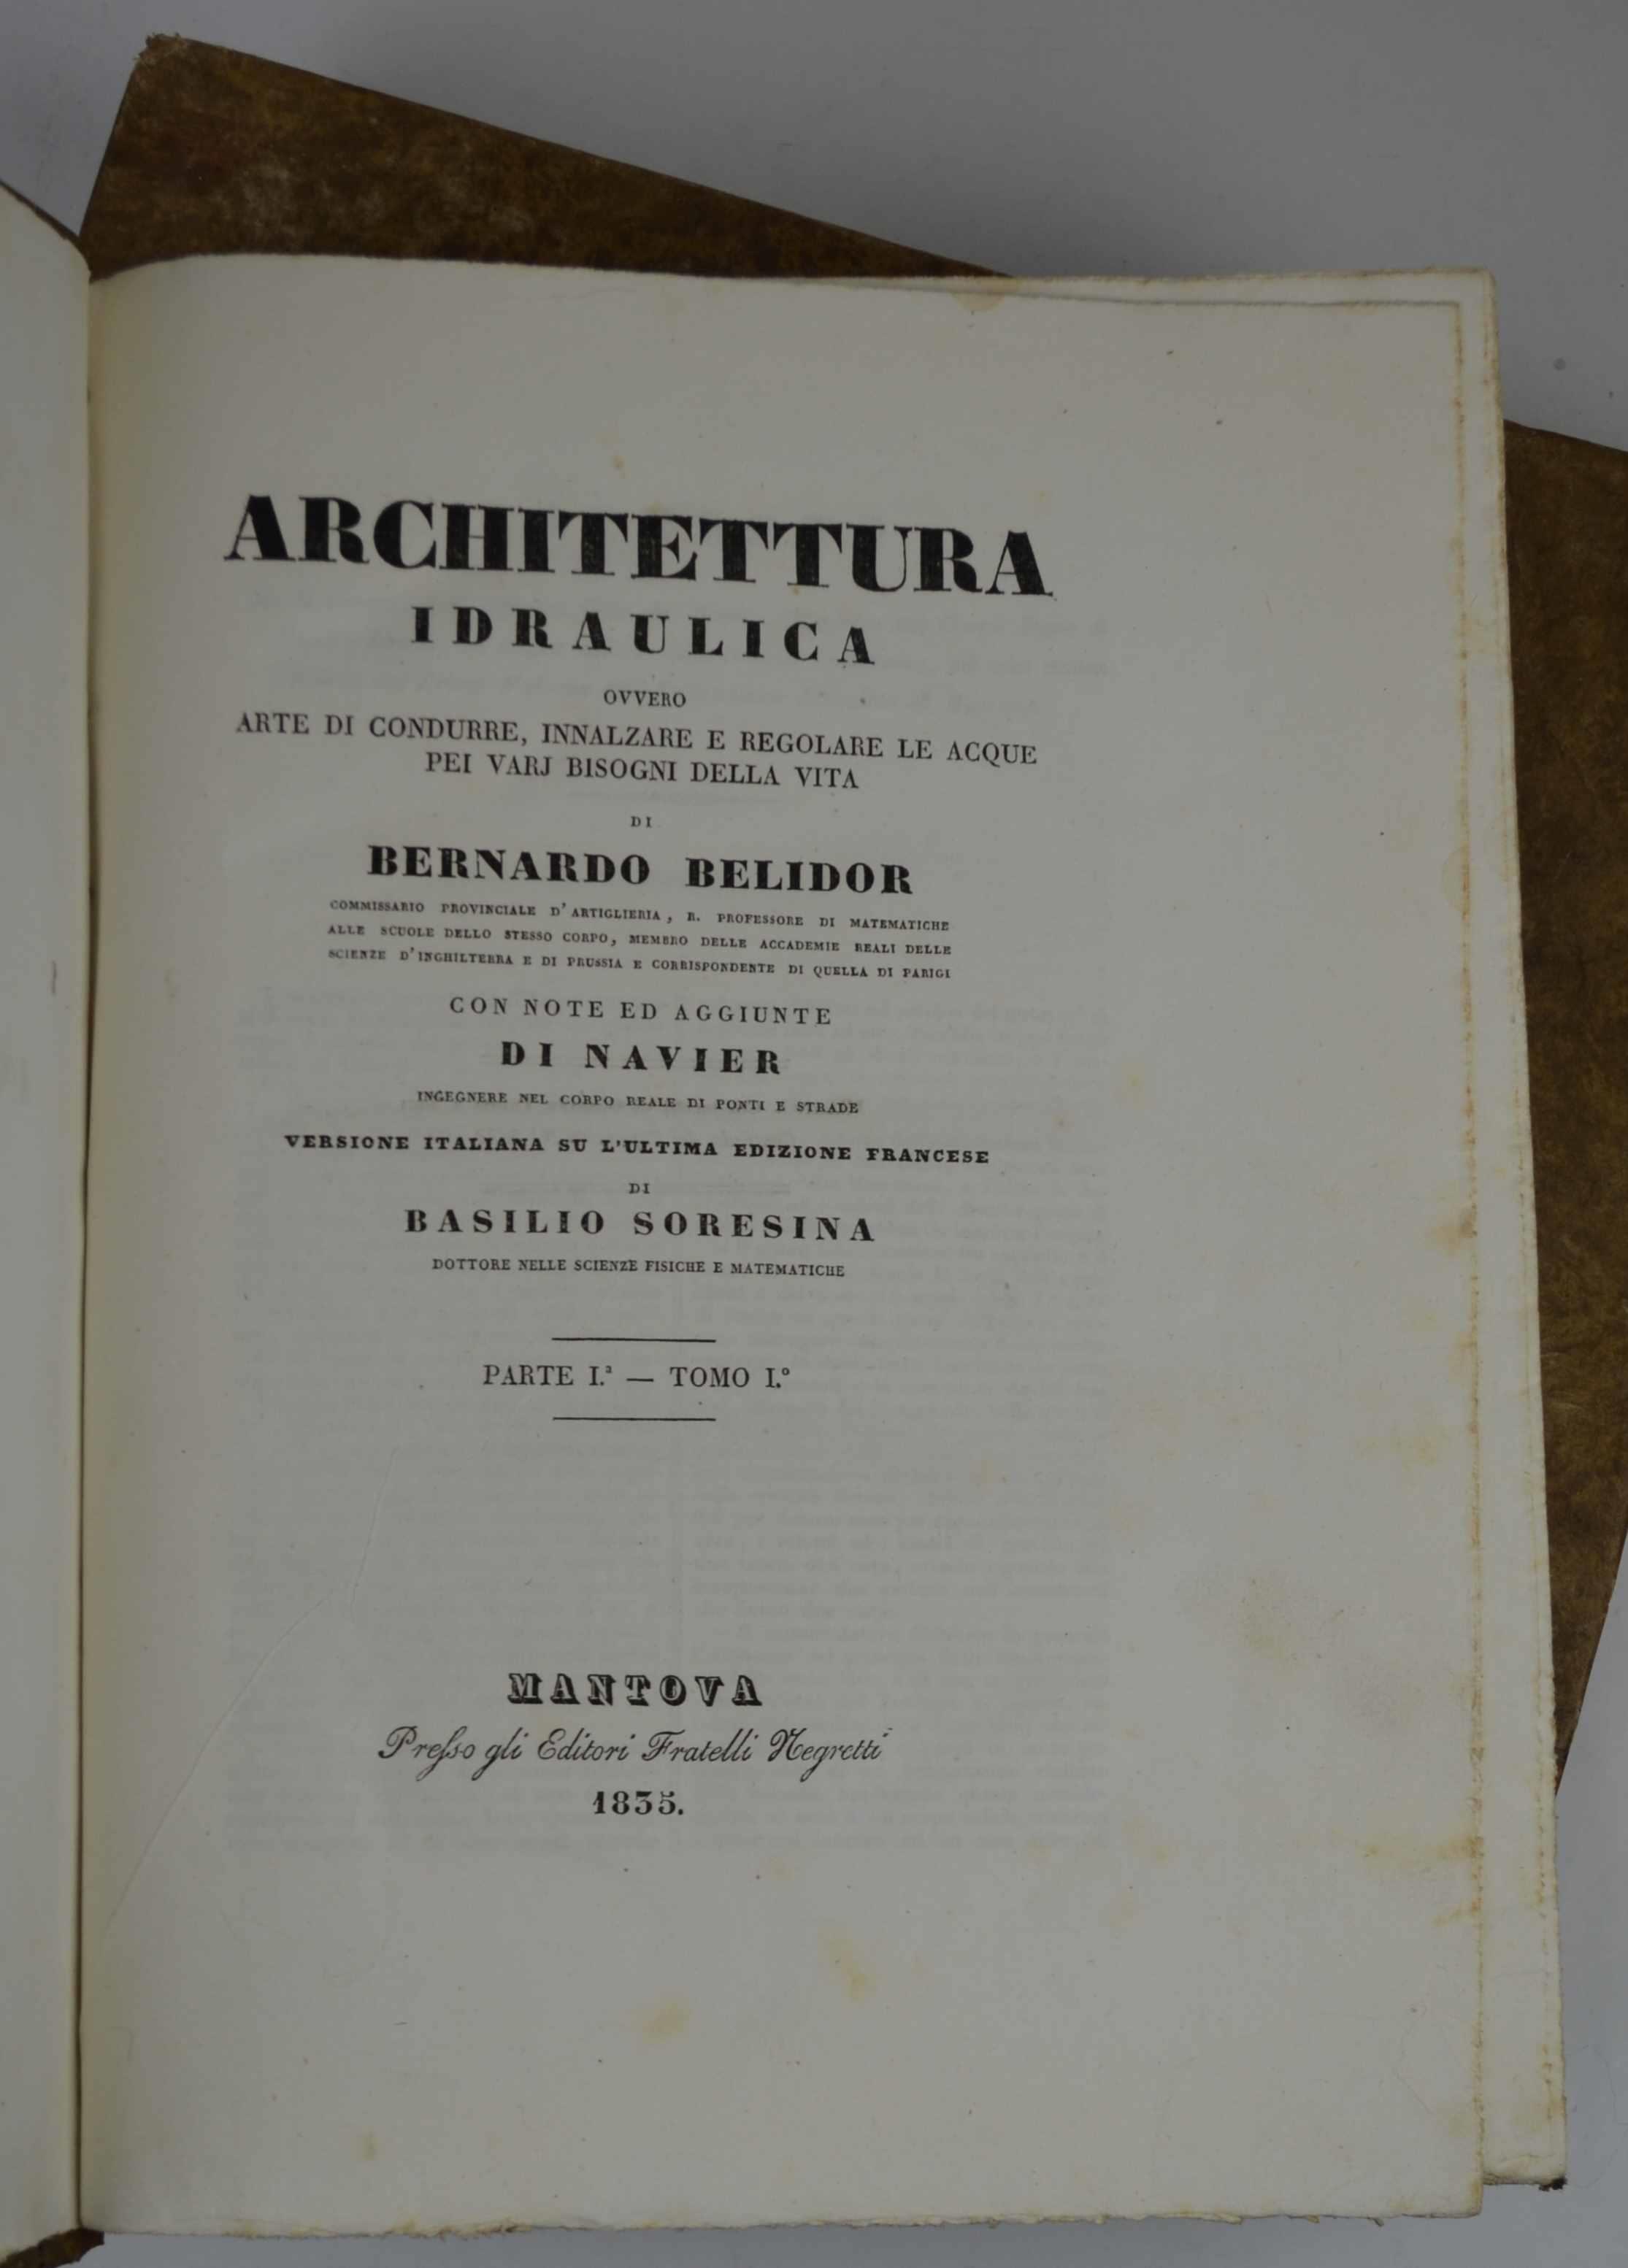 ARCHITETTURA
IDRAULICA
OVVERO
ARTE DI CONDURRE, INNALZARE E REGOLARE LE ACQUE
PEI VARJ BISOGNI DELLA VITA
DI
BERNARDO BELIDOR
COMMISSARIO PROVINCIALE D'ARTIGLIERIA, R. PROFESSORE DI MATEMATICHE
ALLE SCUOLE DELLO STESSO CORPO, MEMBRO DELLE ACCADEMIE REALI DELLE
SCIENZE D'INGHILTERRA E DI PRUSSIA E CORRISPONDENTE DI QUELLA DI PARIGI
CON NOTE ED AGGIUNTE
DI NAVIER
INGEGNERE NEL CORPO REALE DI PONTI E STRADE
VERSIONE ITALIANA SU L'ULTIMA EDIZIONE FRANCESE
DI
BASILIO SORESINA
DOTTORE NELLE SCIENZE FISICHE E MATEMATICHE
PARTE I.ª — TOMO I.º
MANTOVA
Preſso gli Editori Fratelli Negretti
1835.